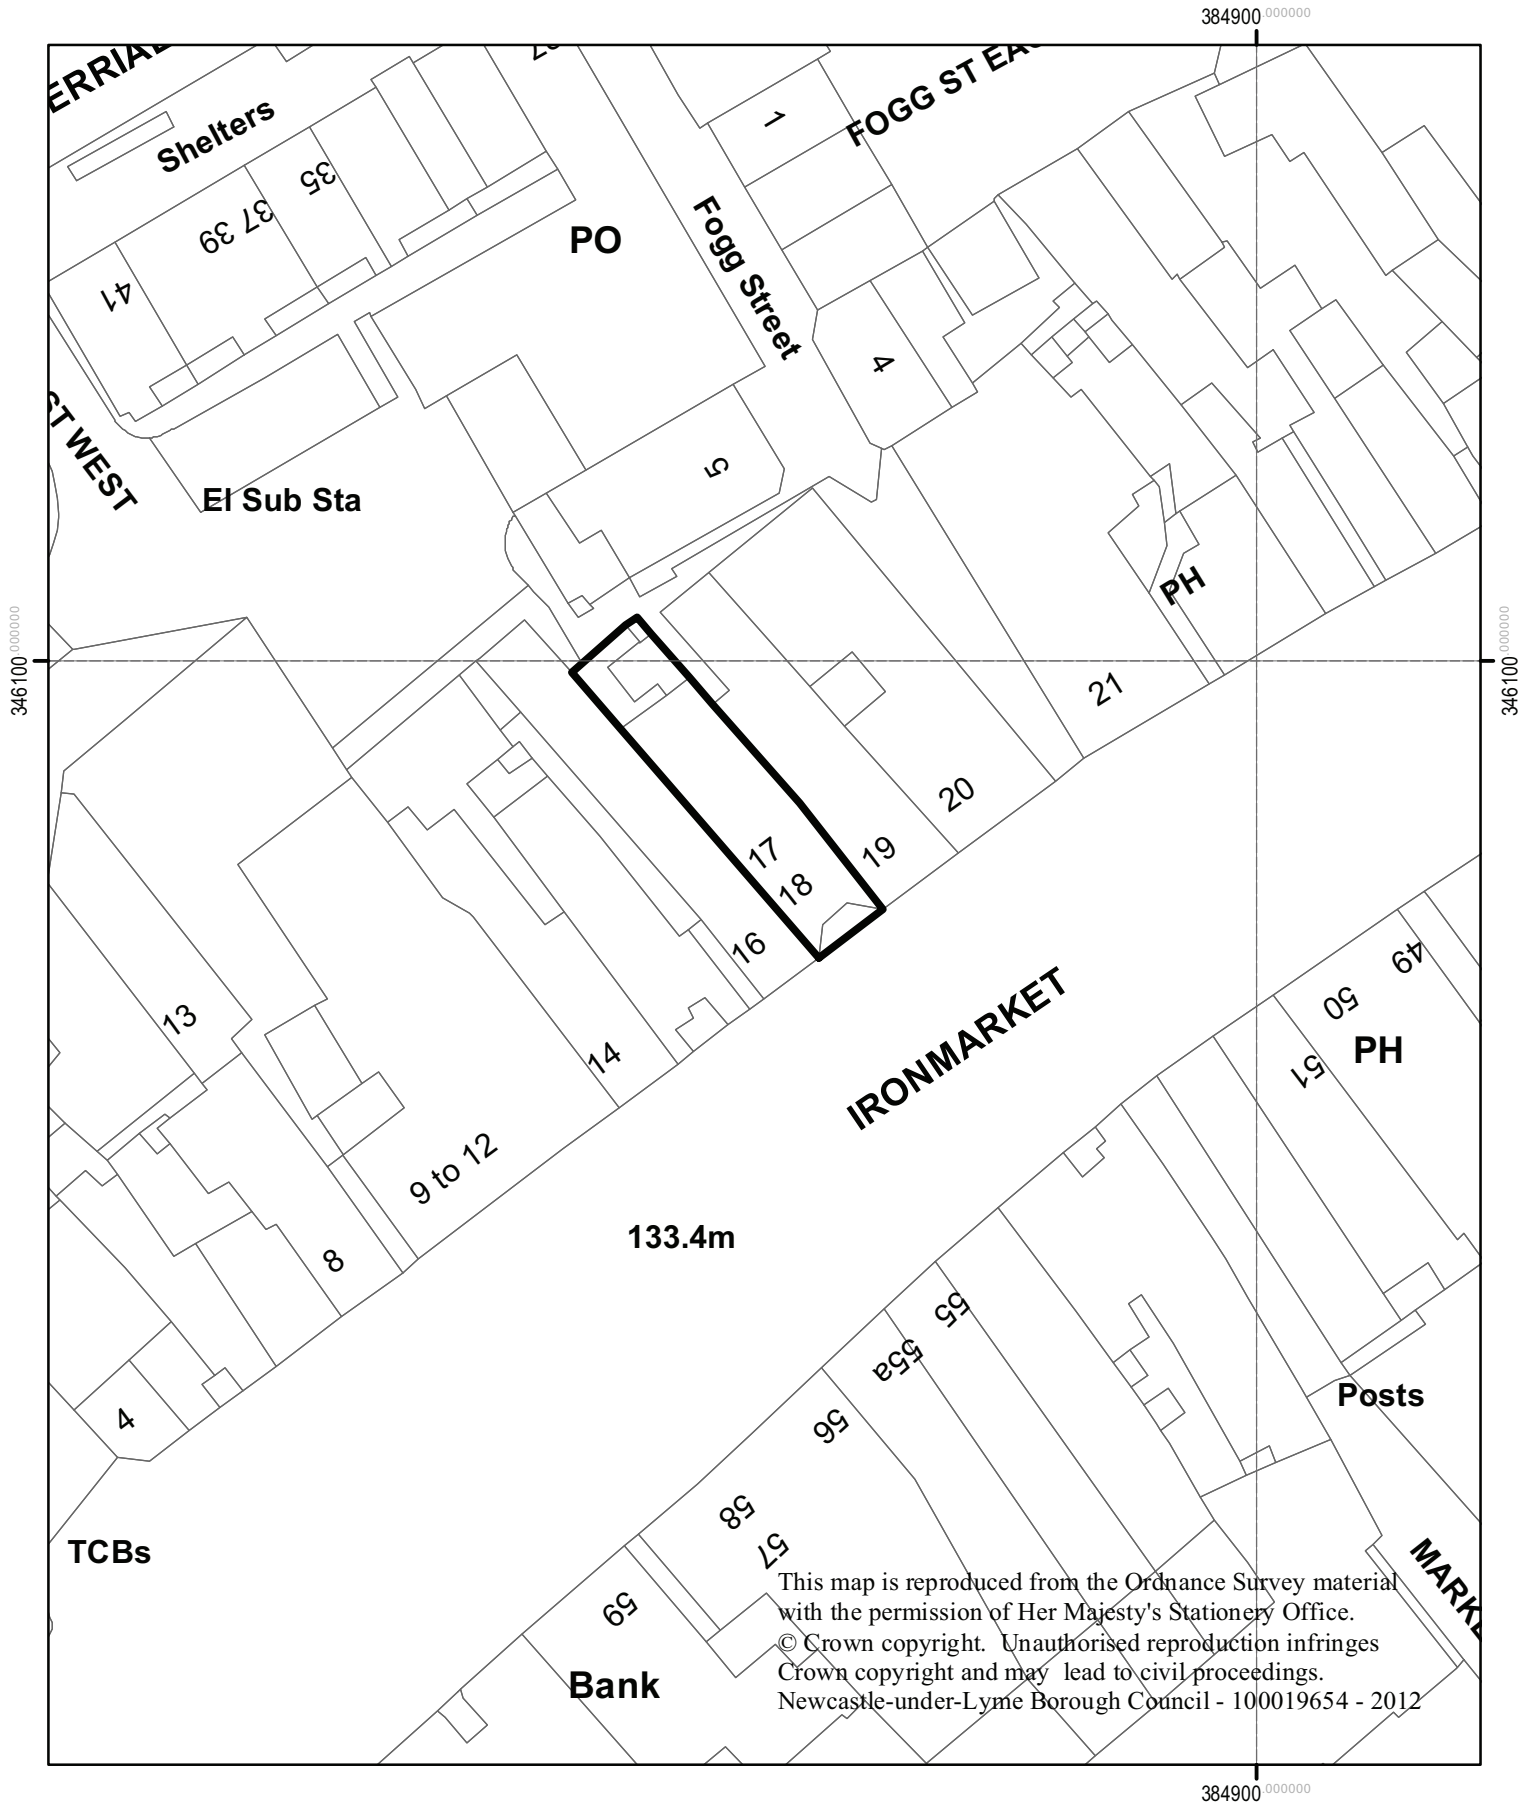 384900.000000
ERRIAL
Shelters
FOGG ST EA
1
35
37
39
41
PO
Fogg Street
4
ST WEST
5
El Sub Sta
PH
346100.000000
346100.000000
21
20
19
17
18
16
14
13
9 to 12
8
4
IRONMARKET
133.4m
49
50
PH
51
55
55a
56
58
57
59
Posts
TCBs
Bank
MARKE
This map is reproduced from the Ordnance Survey material
with the permission of Her Majesty's Stationery Office.
© Crown copyright. Unauthorised reproduction infringes
Crown copyright and may lead to civil proceedings.
Newcastle-under-Lyme Borough Council - 100019654 - 2012
384900.000000